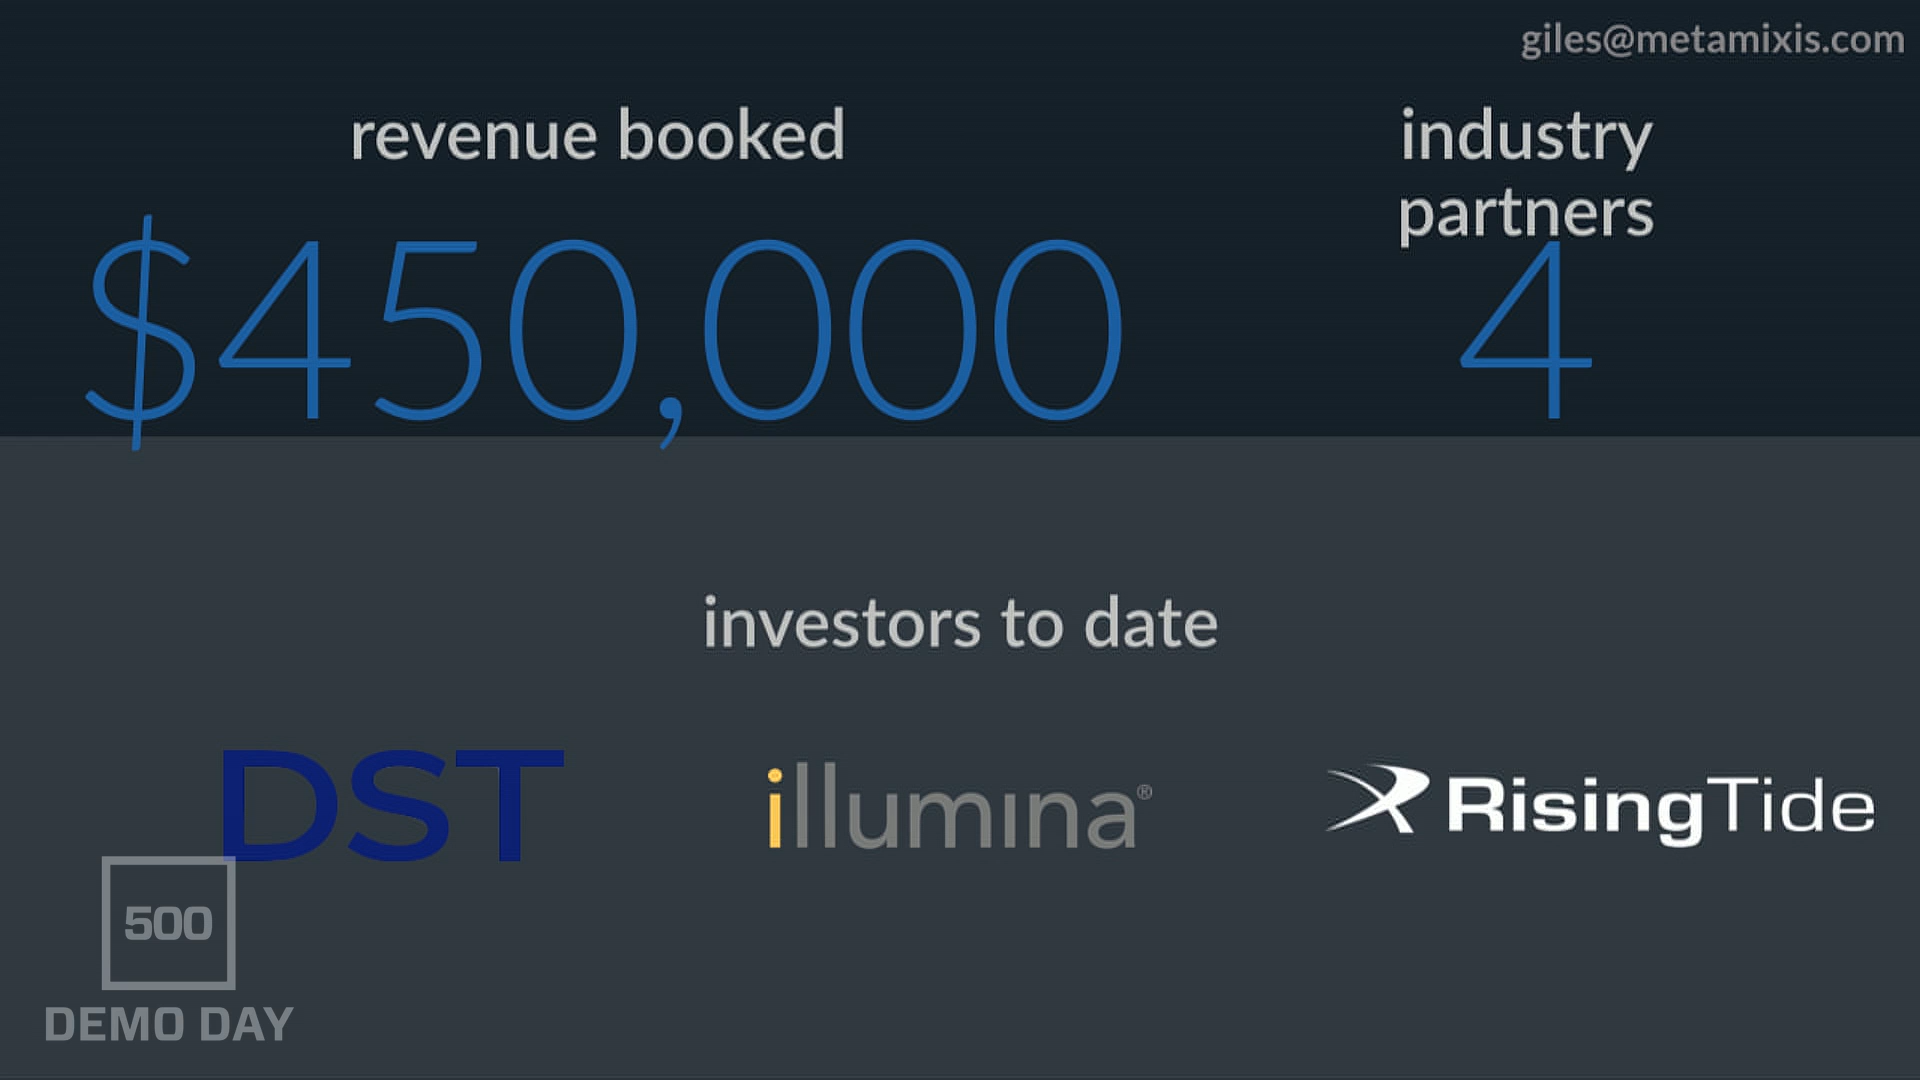 giles@metamixis.com
revenue booked
$450,000
industry
partners
4
investors to date
DST
illumina®
RisingTide
500
DEMO DAY